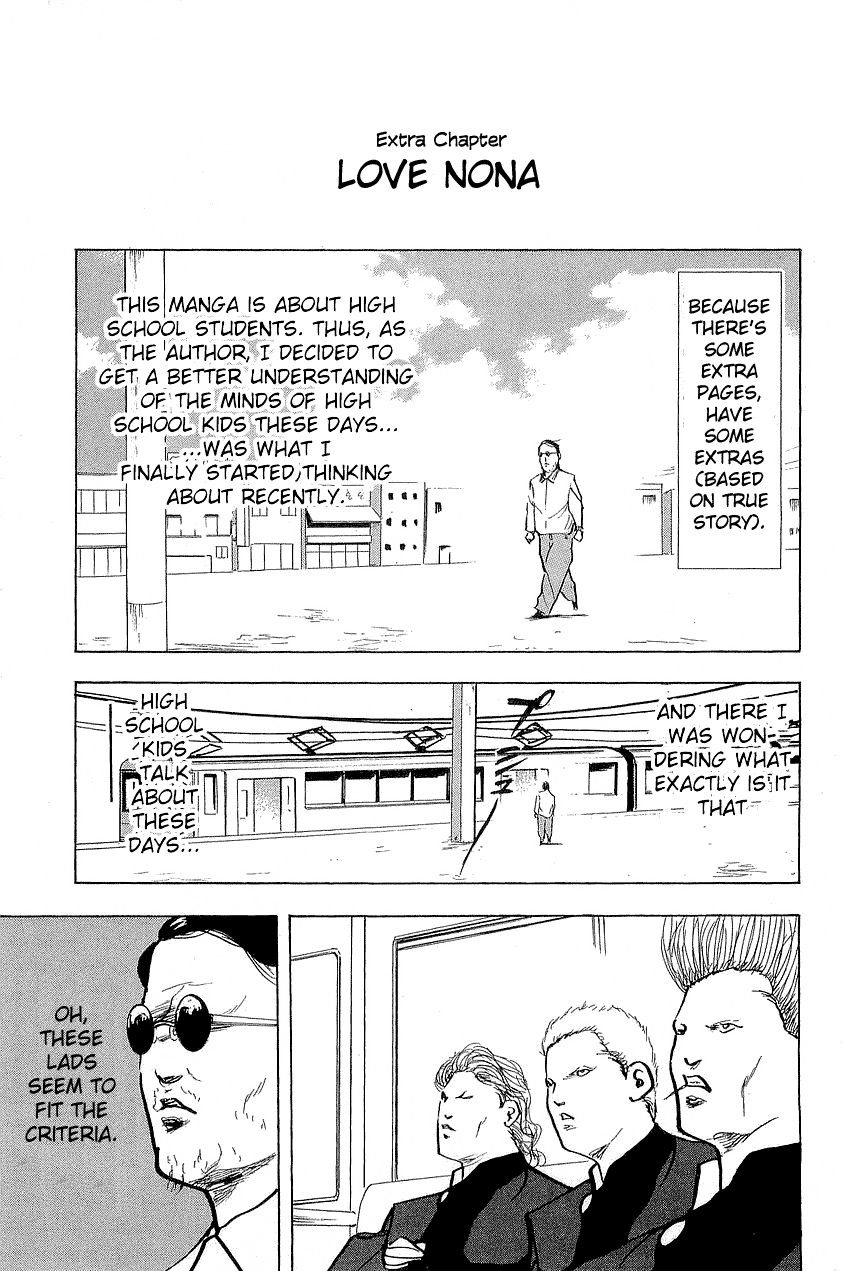 Extra Chapter
LOVE NONA
BECAUSE
THERE'S
SOME
EXTRA
PAGES,
HAVE
SOME
EXTRAS
(BASED
ON TRUE
STORY).
THIS MANGA IS ABOUT HIGH
SCHOOL STUDENTS. THUS, AS
THE AUTHOR, I DECIDED TO
GET A BETTER UNDERSTANDING
OF THE MINDS OF HIGH
SCHOOL KIDS THESE DAYS...
...WAS WHAT I
FINALLY STARTED THINKING
ABOUT RECENTLY.
AND THERE I
WAS WON-
DERING WHAT
EXACTLY IS IT
THAT
HIGH
SCHOOL
KIDS
TALK
ABOUT
THESE
DAYS...
OH,
THESE
LADS
SEEM TO
FIT THE
CRITERIA.